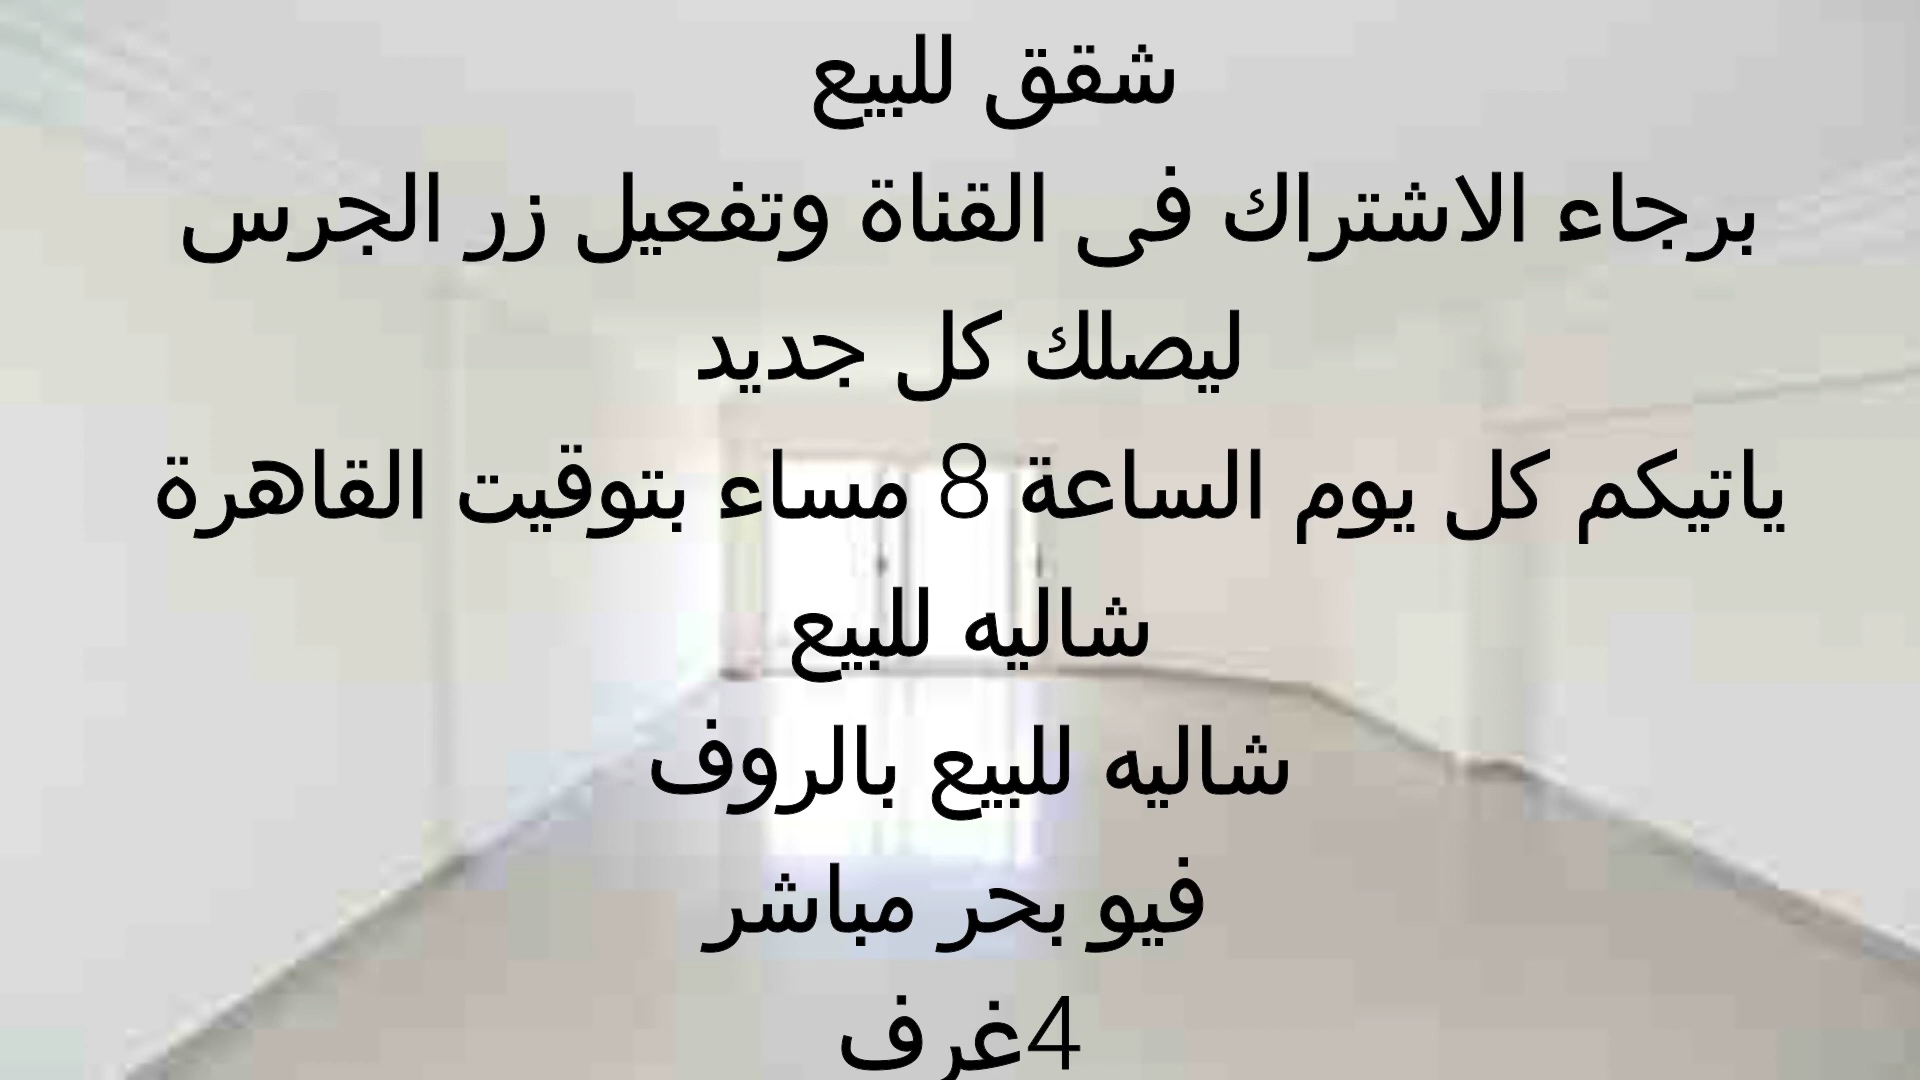 شقق للبيع
برجاء الاشتراك فى القناة وتفعيل زر الجرس
ليصلك كل جديد
ياتيكم كل يوم الساعة 8 مساء بتوقيت القاهرة
شاليه للبيع
شاليه للبيع بالروف
فيو بحر مباشر
4غرف